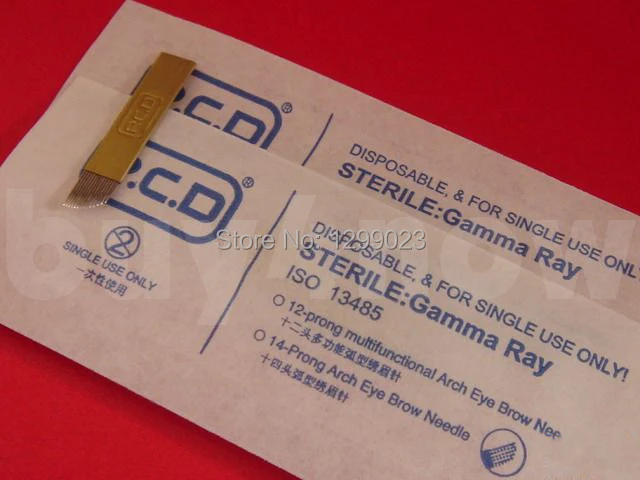 .C.D®
DISPOSABLE, & FOR SINGLE USE ONLY!
STERILE:Gamma Ray
P.C.D
.C.D®
② 
SINGLE USE ONLY
一次性使用
DISPOSABLE, & FOR SINGLE USE ONLY!
STERILE:Gamma Ray
ISO 13485
12-prong multifunctional Arch Eye Brow Nee
十二头多功能弧型绣眉针
14-Prong Arch Eye Brow Needle
十四头弧型绣眉针
Store No: 1299023
buy4now